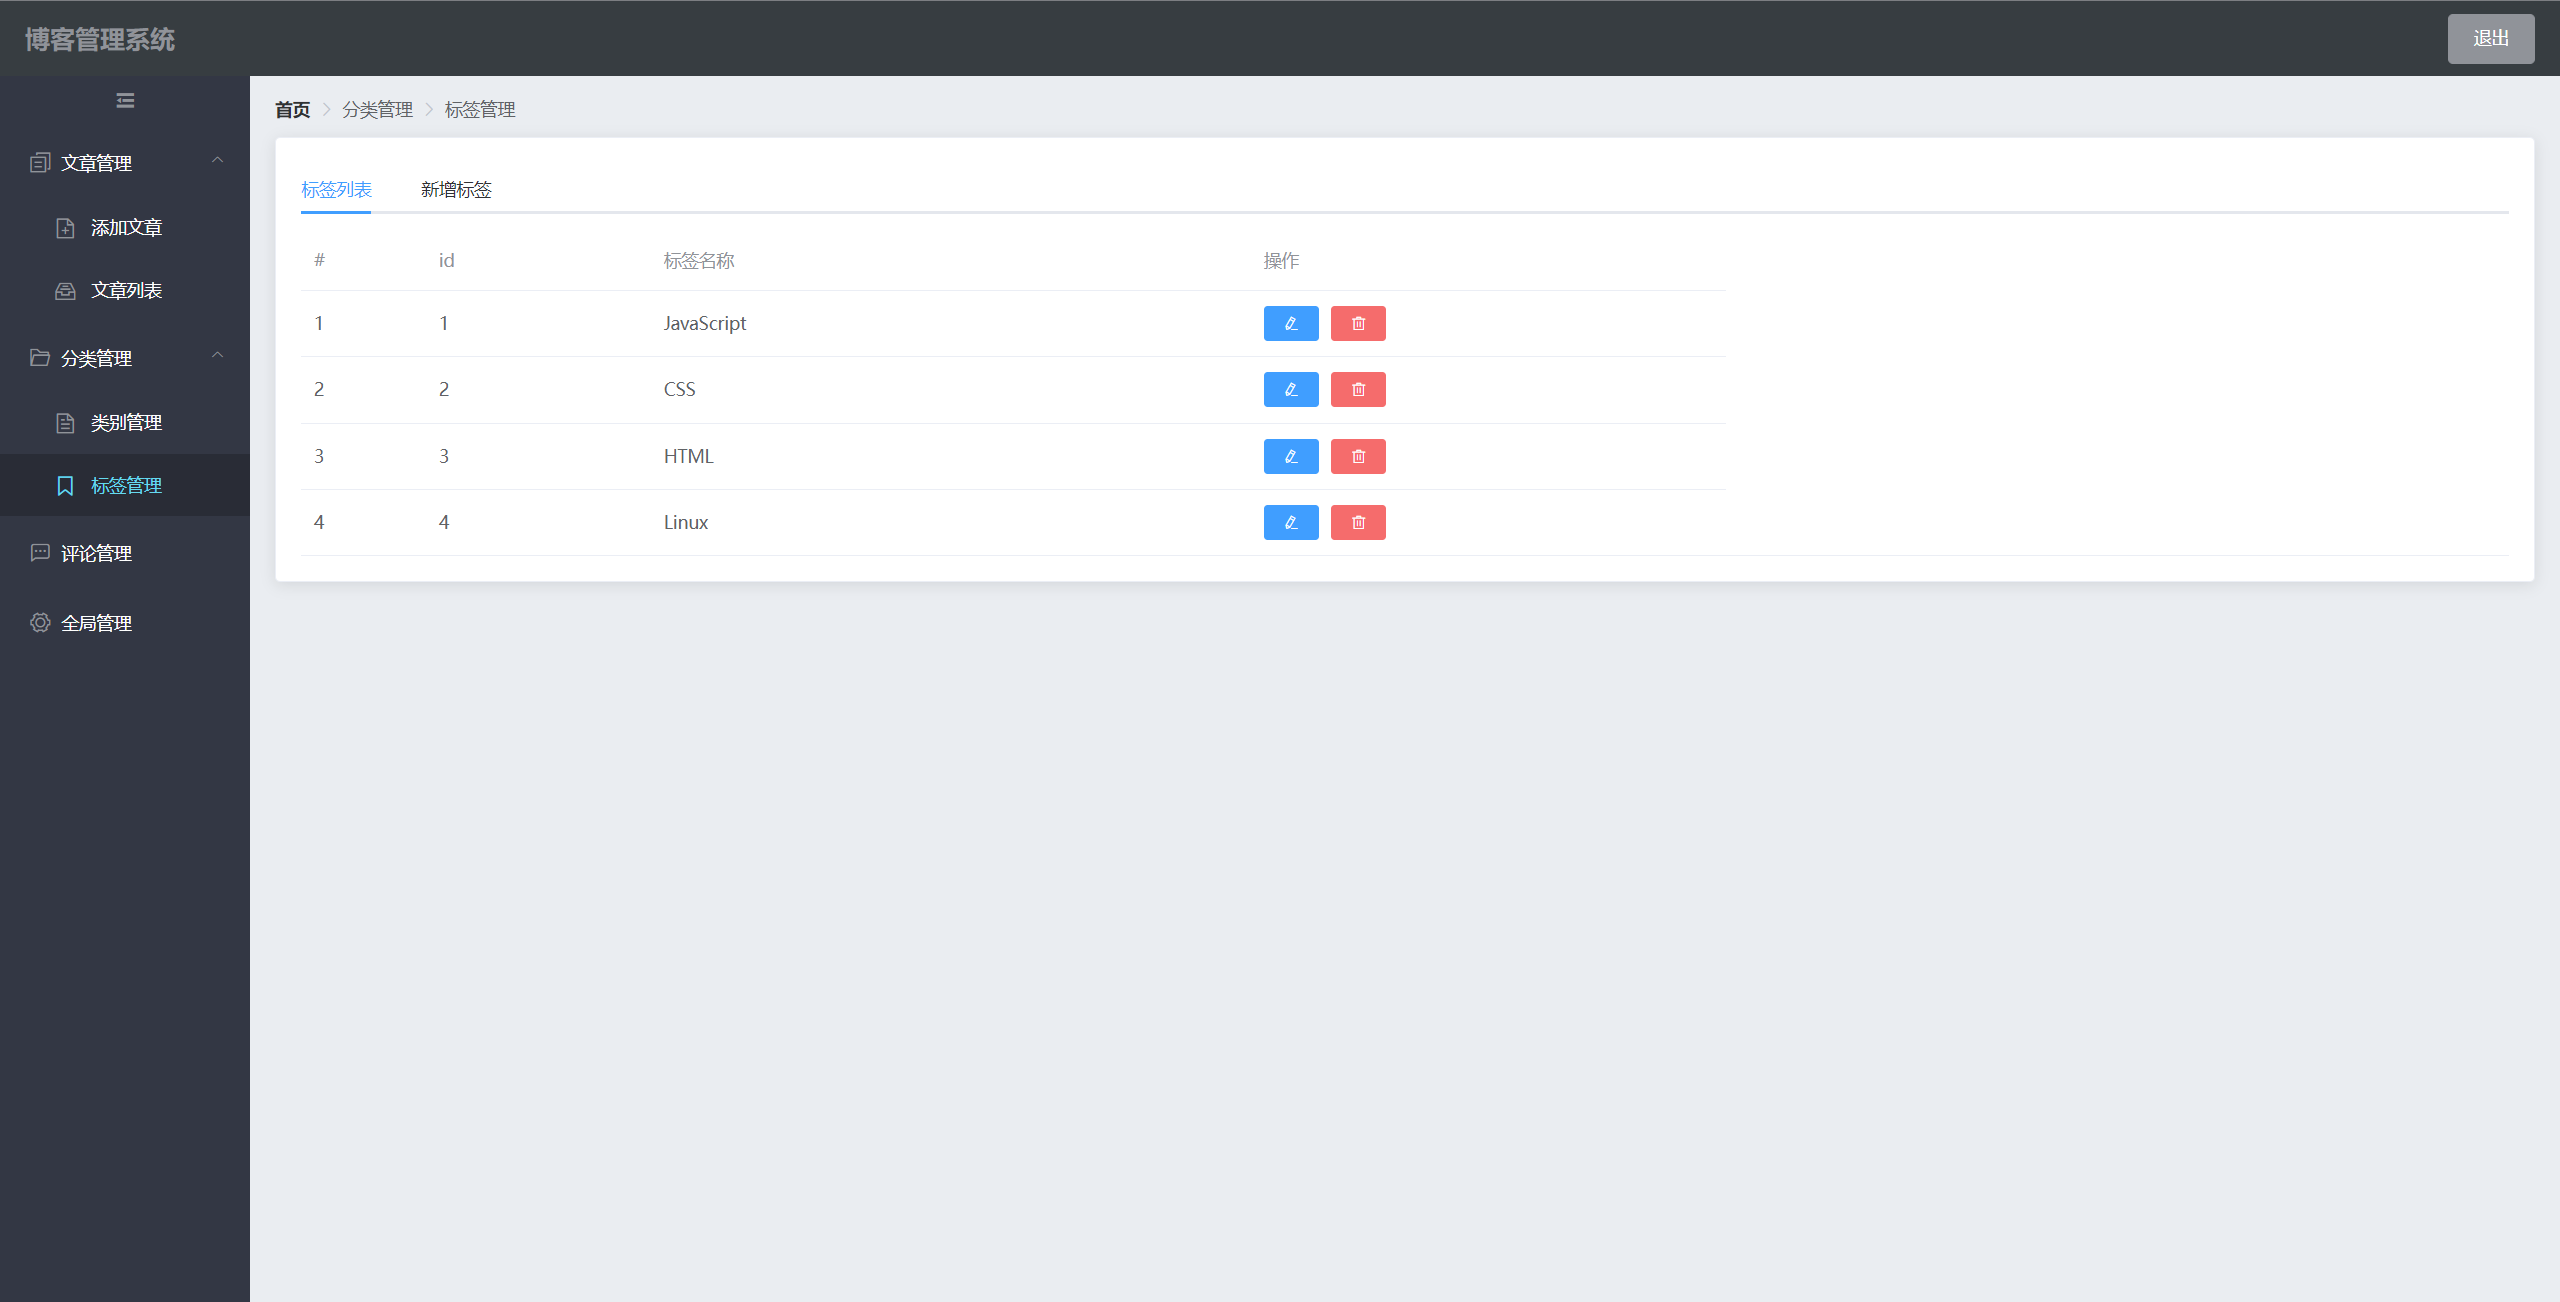 博客管理系统
退出
首页 > 分类管理 > 标签管理
文章管理
添加文章
文章列表
分类管理
类别管理
标签管理
评论管理
全局管理
标签列表 新增标签
# id 标签名称 操作
1 1 JavaScript
2 2 CSS
3 3 HTML
4 4 Linux